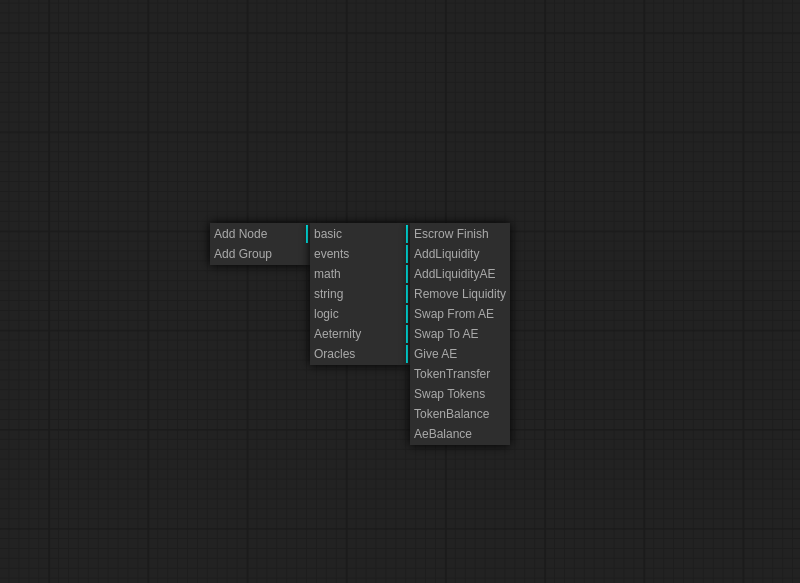 Add Node
Add Group
basic
events
math
string
logic
Aeternity
Oracles
Escrow Finish
AddLiquidity
AddLiquidityAE
Remove Liquidity
Swap From AE
Swap To AE
Give AE
TokenTransfer
Swap Tokens
TokenBalance
AeBalance